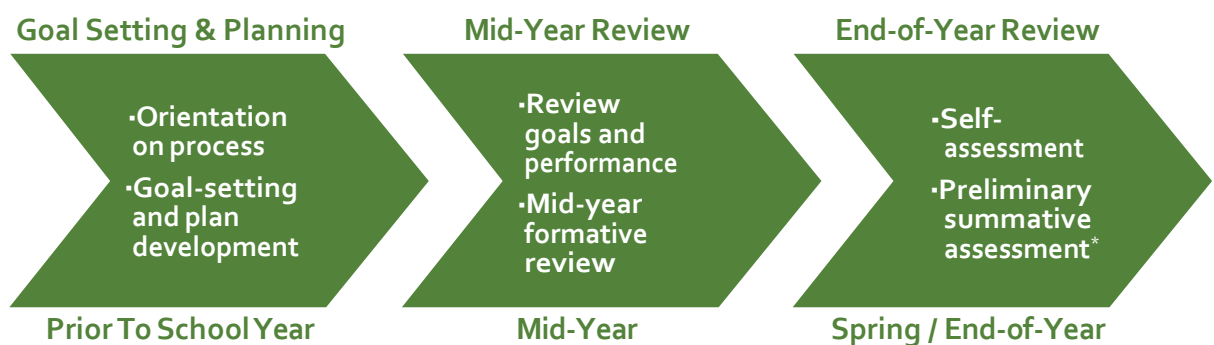 Goal Setting & Planning
▪Orientation
on process
▪Goal-setting
and plan
development
Prior To School Year
Mid-Year Review
▪Review
goals and
performance
▪Mid-year
formative
review
Mid-Year
End-of-Year Review
▪Self-
assessment
▪Preliminary
summative
assessment*
Spring / End-of-Year